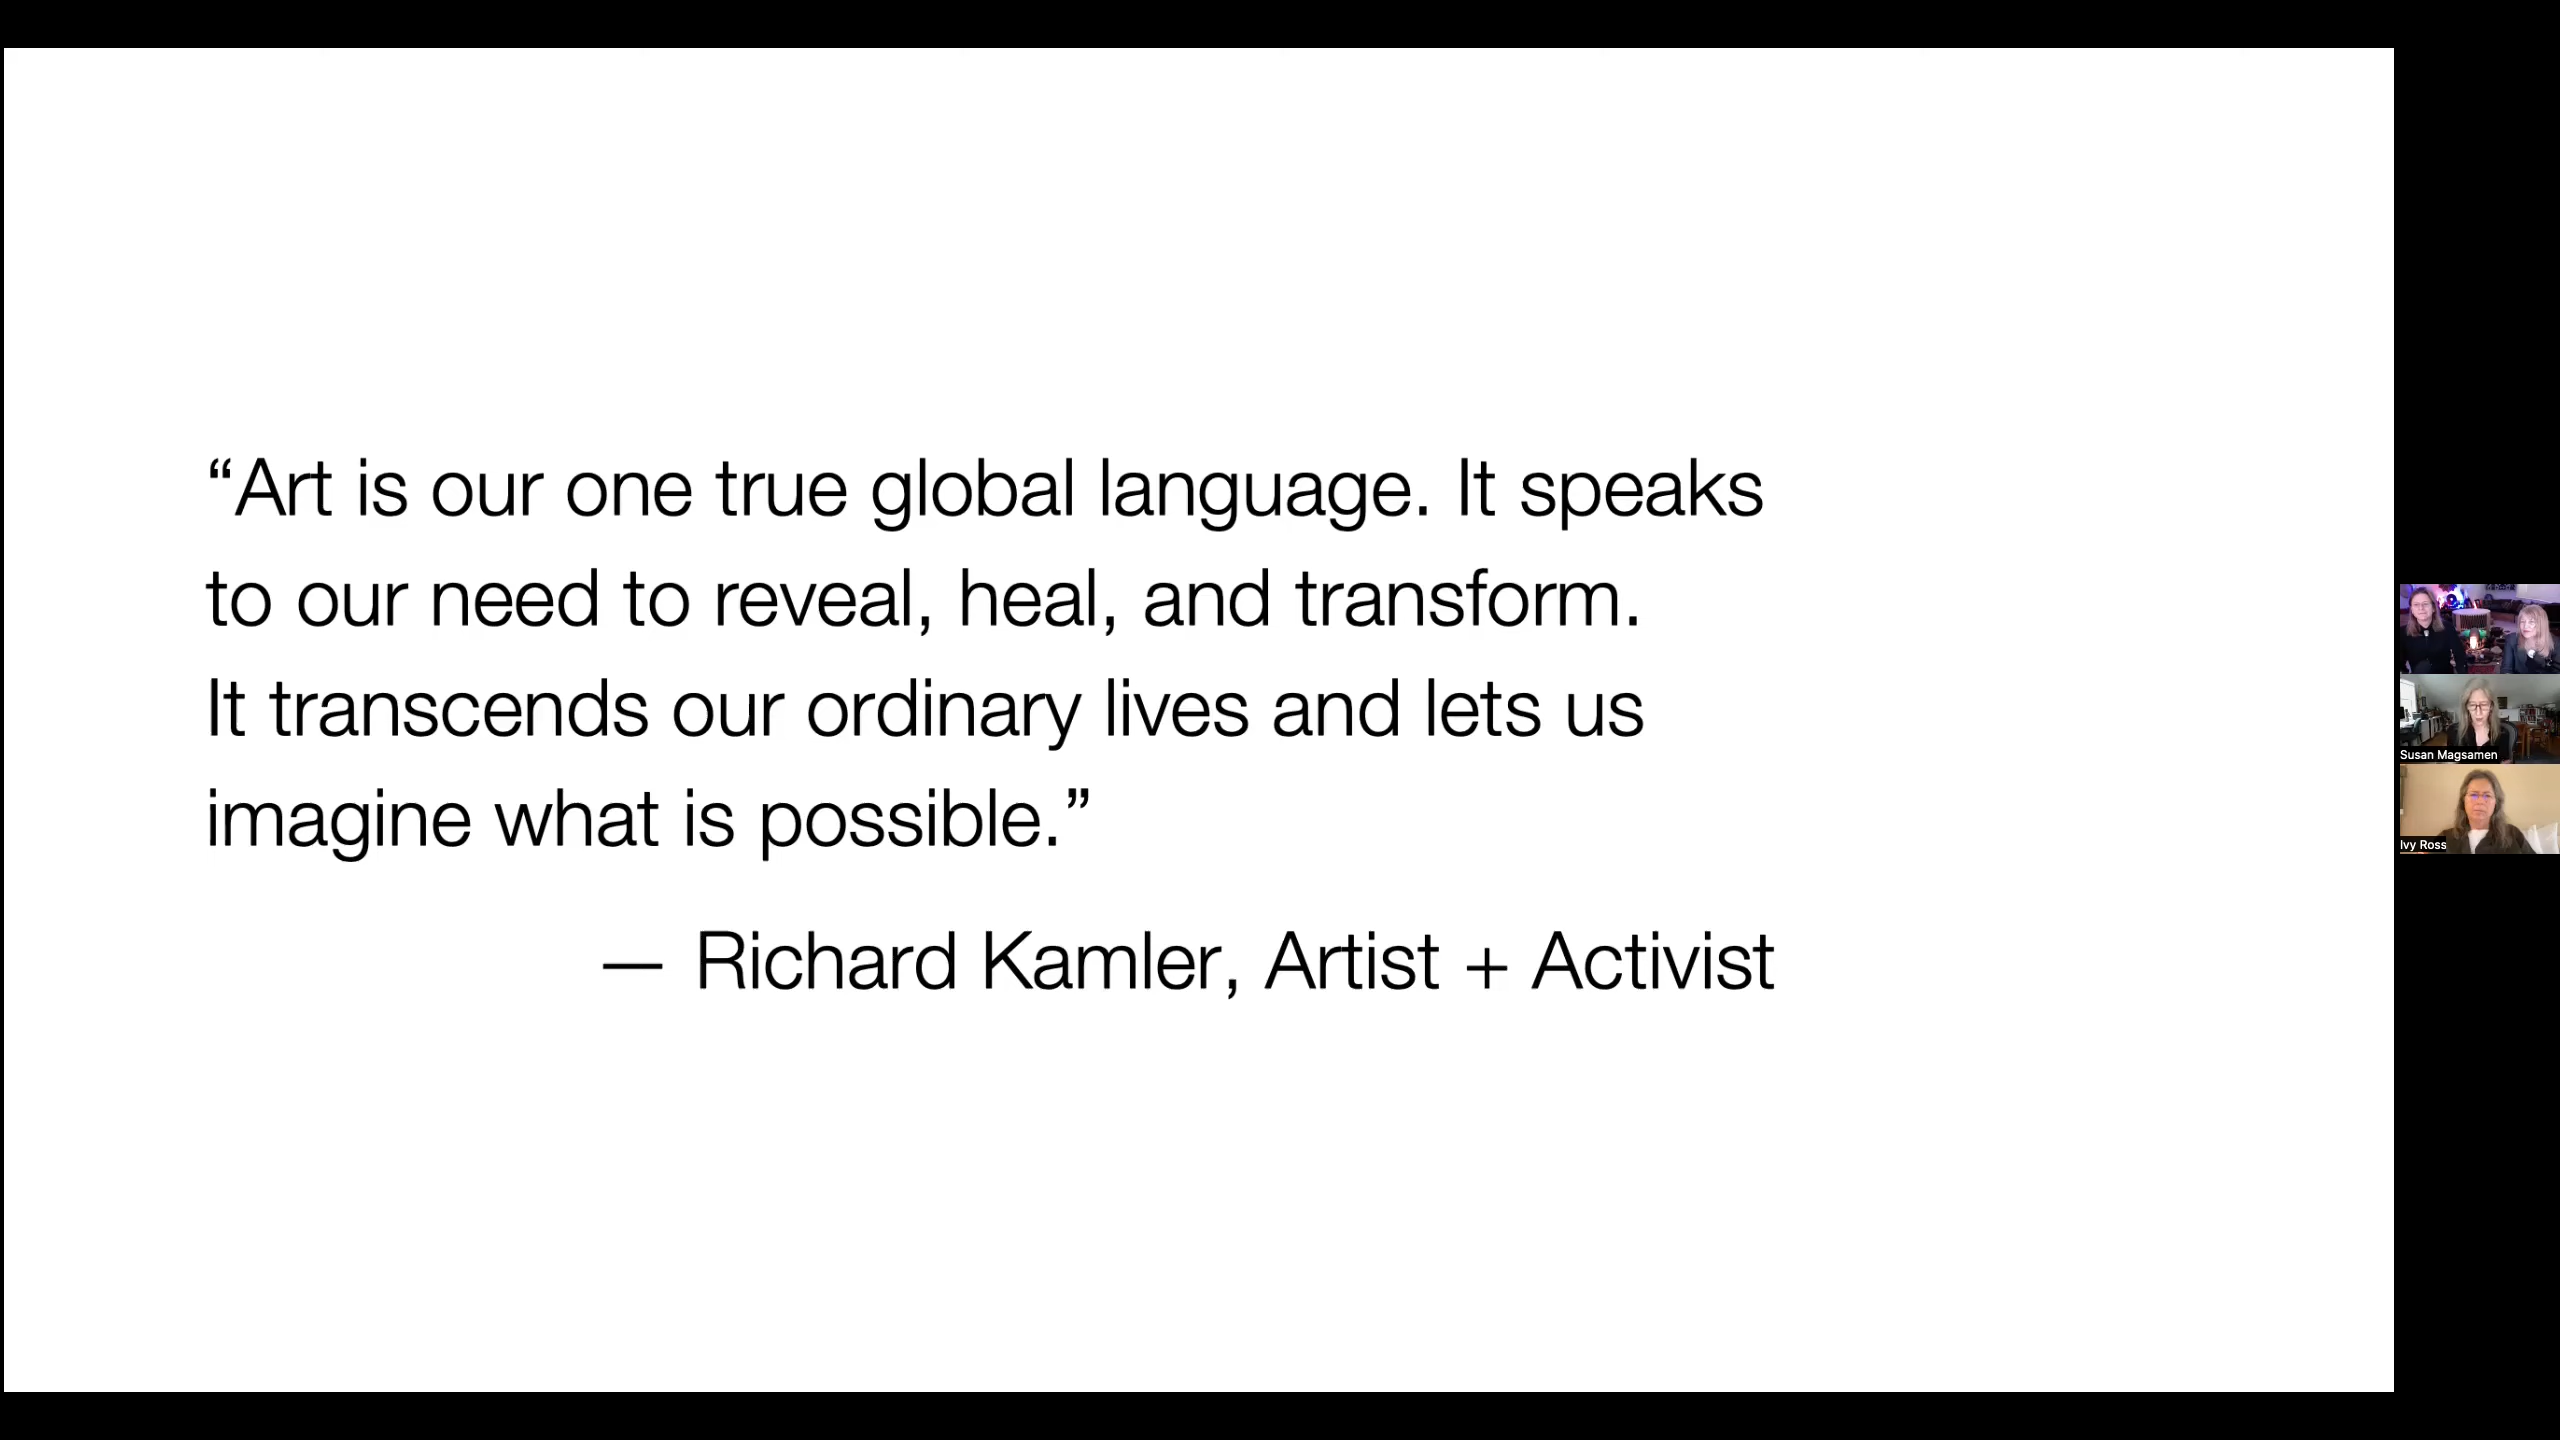 “Art is our one true global language. It speaks
to our need to reveal, heal, and transform.
It transcends our ordinary lives and lets us
imagine what is possible.”
— Richard Kamler, Artist + Activist
Susan Magsamen
Ivy Ross